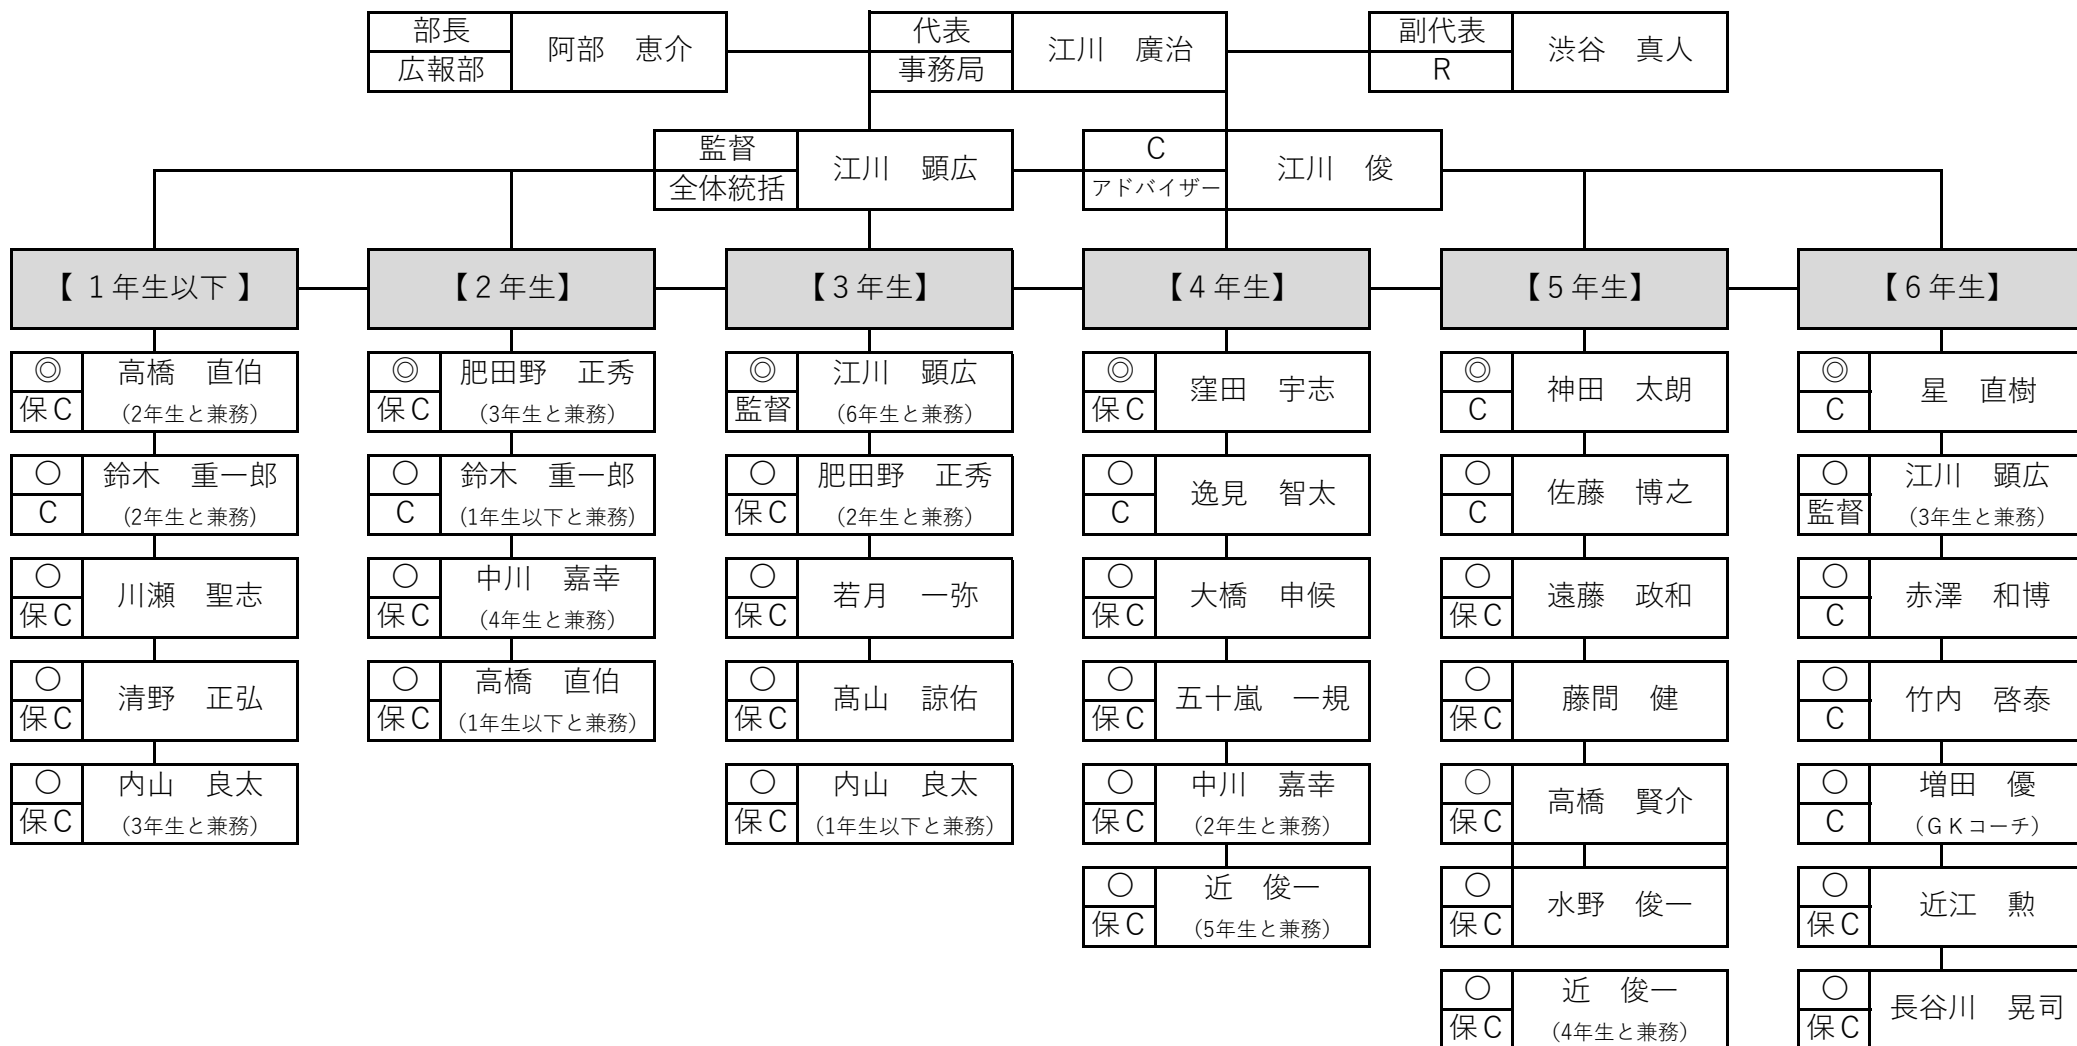 部長
広報部
阿部　恵介
代表
事務局
江川　廣治
副代表
R
渋谷　真人
監督
全体統括
江川　顕広
C
アドバイザー
江川　俊
【 １年生以下 】
◎
保C
高橋　直伯
(2年生と兼務)
○
C
鈴木　重一郎
(2年生と兼務)
○
保C
川瀬　聖志
○
保C
清野　正弘
○
保C
内山　良太
(3年生と兼務)
【２年生】
◎
保C
肥田野　正秀
(3年生と兼務)
○
C
鈴木　重一郎
(1年生以下と兼務)
○
保C
中川　嘉幸
(4年生と兼務)
○
保C
高橋　直伯
(1年生以下と兼務)
【３年生】
◎
監督
江川　顕広
(6年生と兼務)
○
保C
肥田野　正秀
(2年生と兼務)
○
保C
若月　一弥
○
保C
髙山　諒佑
○
保C
内山　良太
(1年生以下と兼務)
【４年生】
◎
保C
窪田　宇志
○
C
逸見　智太
○
保C
大橋　申候
○
保C
五十嵐　一規
○
保C
中川　嘉幸
(2年生と兼務)
○
保C
近　俊一
(5年生と兼務)
【５年生】
◎
C
神田　太朗
○
C
佐藤　博之
○
保C
遠藤　政和
○
保C
藤間　健
○
保C
高橋　賢介
○
保C
水野　俊一
○
保C
近　俊一
(4年生と兼務)
【６年生】
◎
C
星　直樹
○
監督
江川　顕広
(3年生と兼務)
○
C
赤澤　和博
○
C
竹内　啓泰
○
C
増田　優
（ＧＫコーチ）
○
保C
近江　勲
○
保C
長谷川　晃司